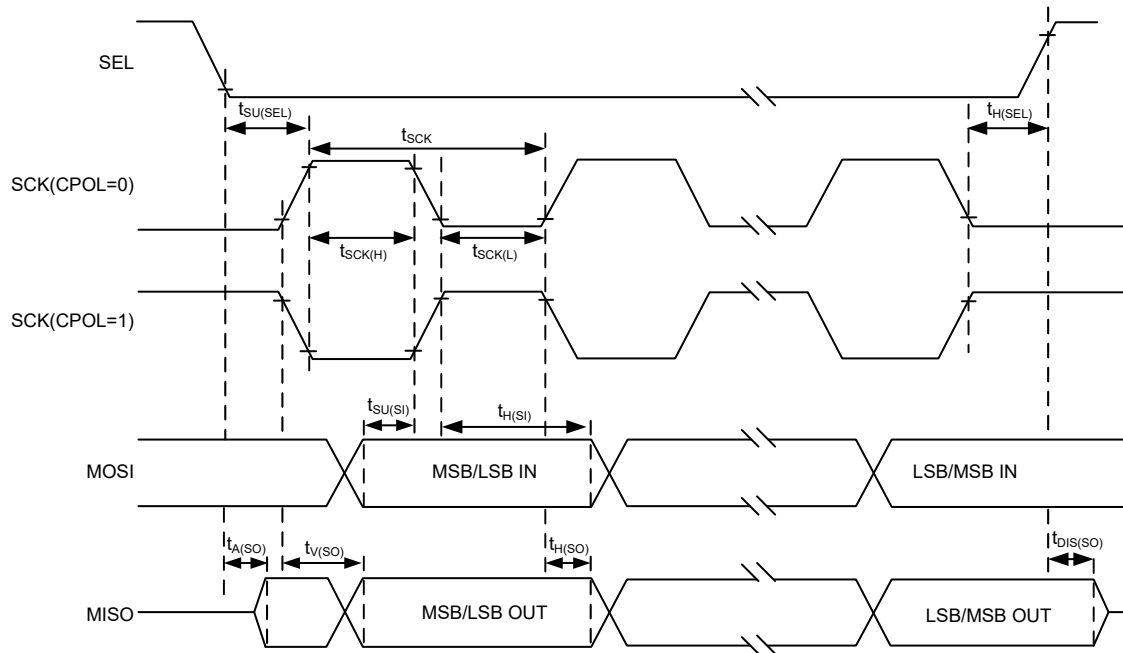 SEL
tSU(SEL)
tH(SEL)
tSCK
SCK(CPOL=0)
tSCK(H)
tSCK(L)
SCK(CPOL=1)
tSU(SI)
tH(SI)
MOSI
MSB/LSB IN
LSB/MSB IN
tA(SO)
tV(SO)
tH(SO)
tDIS(SO)
MISO
MSB/LSB OUT
LSB/MSB OUT